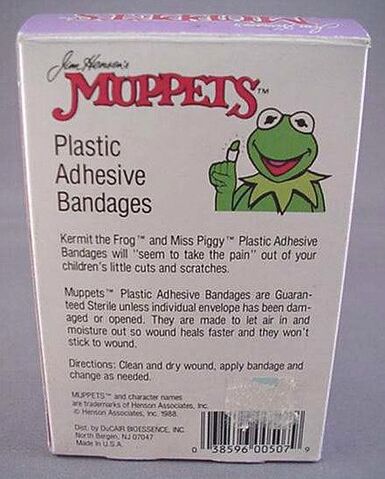 Jim Henson's
MUPPETS
Jim Henson's
MUPPETS™
Plastic
Adhesive
Bandages
Kermit the Frog™ and Miss Piggy™ Plastic Adhesive
Bandages will "seem to take the pain" out of your
children's little cuts and scratches.
Muppets™ Plastic Adhesive Bandages are Guaran-
teed Sterile unless individual envelope has been dam-
aged or opened. They are made to let air in and
moisture out so wound heals faster and they won't
stick to wound.
Directions: Clean and dry wound, apply bandage and
change as needed.
MUPPETS™ and character names
are trademarks of Henson Associates, Inc.
© Henson Associates, Inc. 1988.
Dist. by DuCAIR BIOESSENCE, INC.
North Bergen, NJ 07047
Made in U.S.A.
0 38596 00507 9